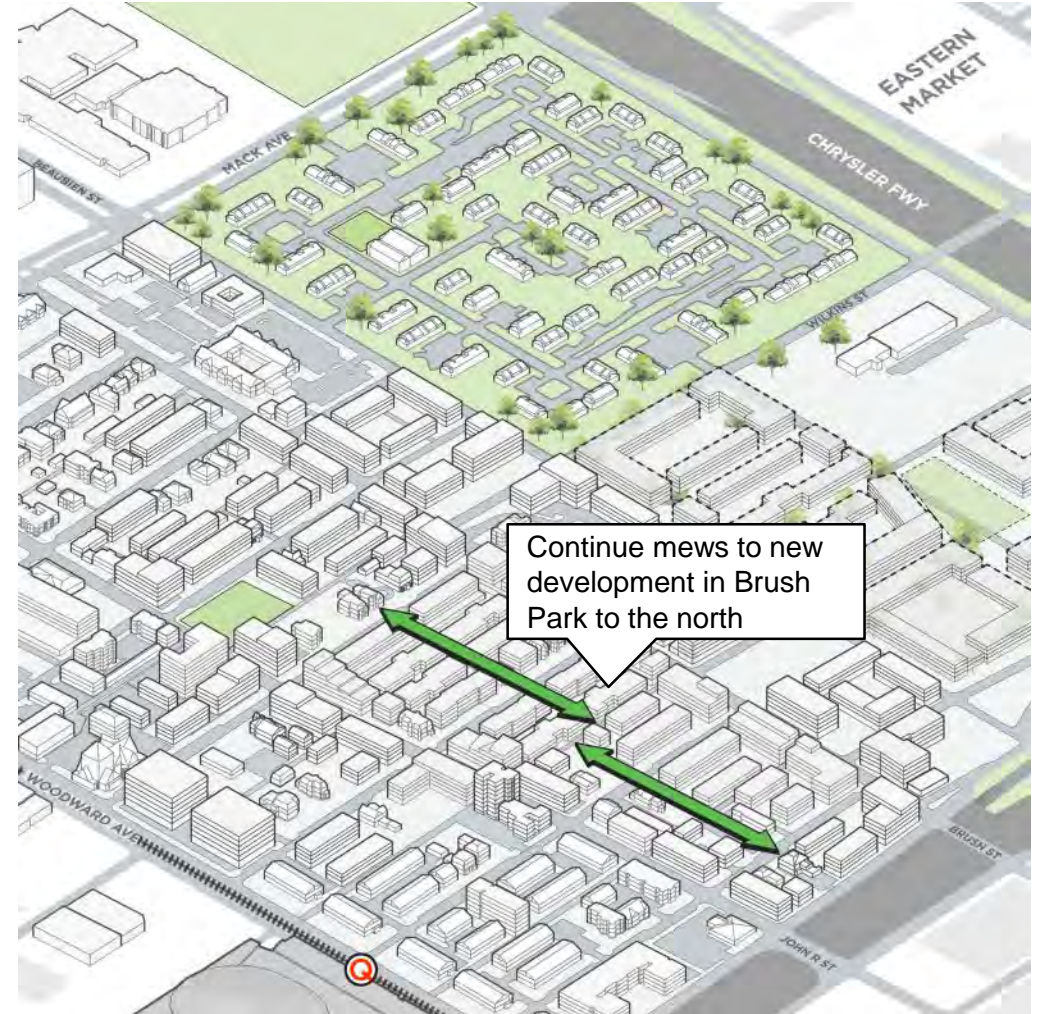 EASTERN
MARKET
CHRYSLER FWY
MACK AVE
BEAUBIEN ST
WILKINS ST
Continue mews to new
development in Brush
Park to the north
WOODWARD AVE
BRUSH ST
JOHN R ST
Q